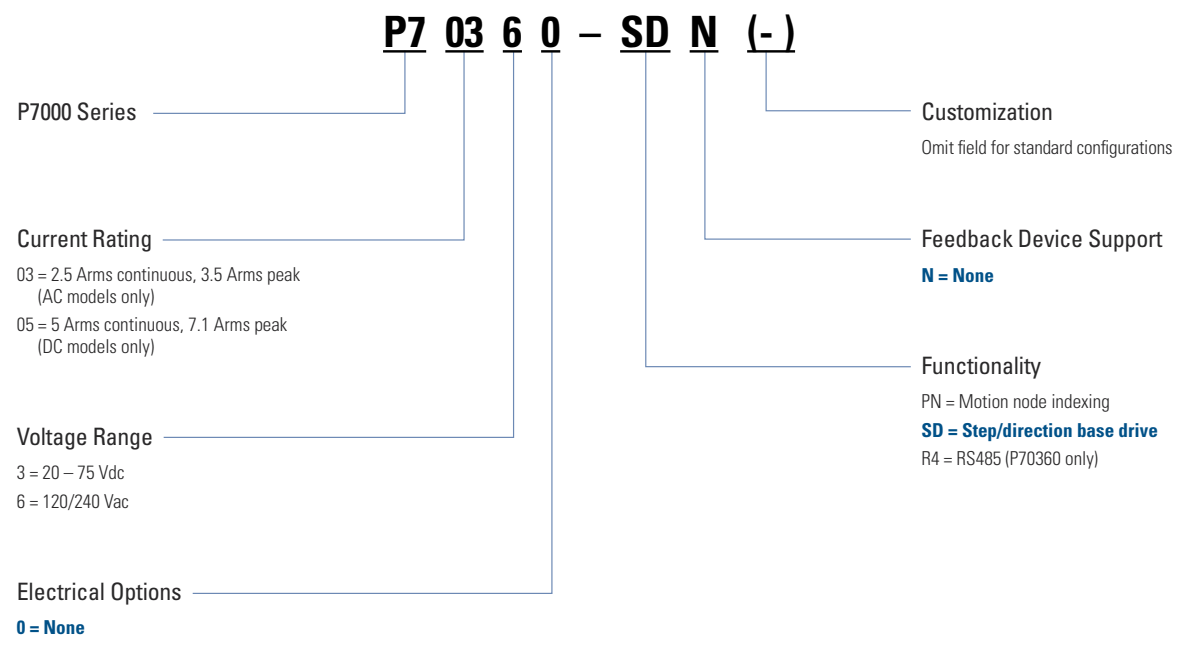 P7 03 6 0 – SD N (- )
P7000 Series
Current Rating
03 = 2.5 Arms continuous, 3.5 Arms peak
(AC models only)
05 = 5 Arms continuous, 7.1 Arms peak
(DC models only)
Voltage Range
3 = 20 – 75 Vdc
6 = 120/240 Vac
Electrical Options
0 = None
Customization
Omit field for standard configurations
Feedback Device Support
N = None
Functionality
PN = Motion node indexing
SD = Step/direction base drive
R4 = RS485 (P70360 only)